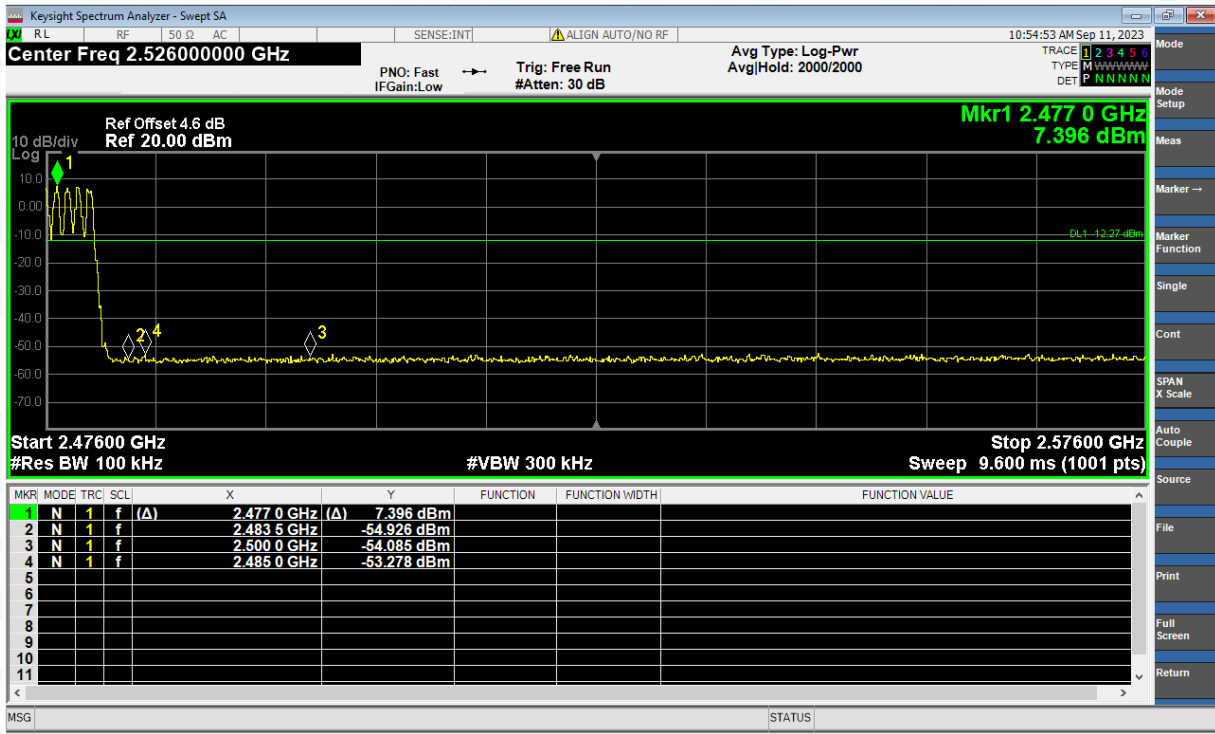 Keysight Spectrum Analyzer - Swept SA
LXI RL RF 50 Ω AC SENSE:INT ALIGN AUTO/NO RF 10:54:53 AM Sep 11, 2023
Center Freq 2.526000000 GHz
PNO: Fast
IFGain:Low
Trig: Free Run
#Atten: 30 dB
Avg Type: Log-Pwr
Avg|Hold: 2000/2000
TRACE 1 2 3 4 5 6
TYPE M WWWWW
DET P N N N N N
Mkr1 2.477 0 GHz
7.396 dBm
Ref Offset 4.6 dB
10 dB/div Ref 20.00 dBm
Log
1
10.0
0.00
-10.0
DL1 -12.27 dBm
-20.0
-30.0
-40.0
2 4 3
-50.0
-60.0
-70.0
Start 2.47600 GHz Stop 2.57600 GHz
#Res BW 100 kHz #VBW 300 kHz Sweep 9.600 ms (1001 pts)
MKR MODE TRC SCL X Y FUNCTION FUNCTION WIDTH FUNCTION VALUE
1 N 1 f (Δ) 2.477 0 GHz (Δ) 7.396 dBm
2 N 1 f 2.483 5 GHz -54.926 dBm
3 N 1 f 2.500 0 GHz -54.085 dBm
4 N 1 f 2.485 0 GHz -53.278 dBm
5
6
7
8
9
10
11
MSG STATUS
Mode
Mode
Setup
Meas
Marker→
Marker
Function
Single
Cont
SPAN
X Scale
Auto
Couple
Source
File
Print
Full
Screen
Return